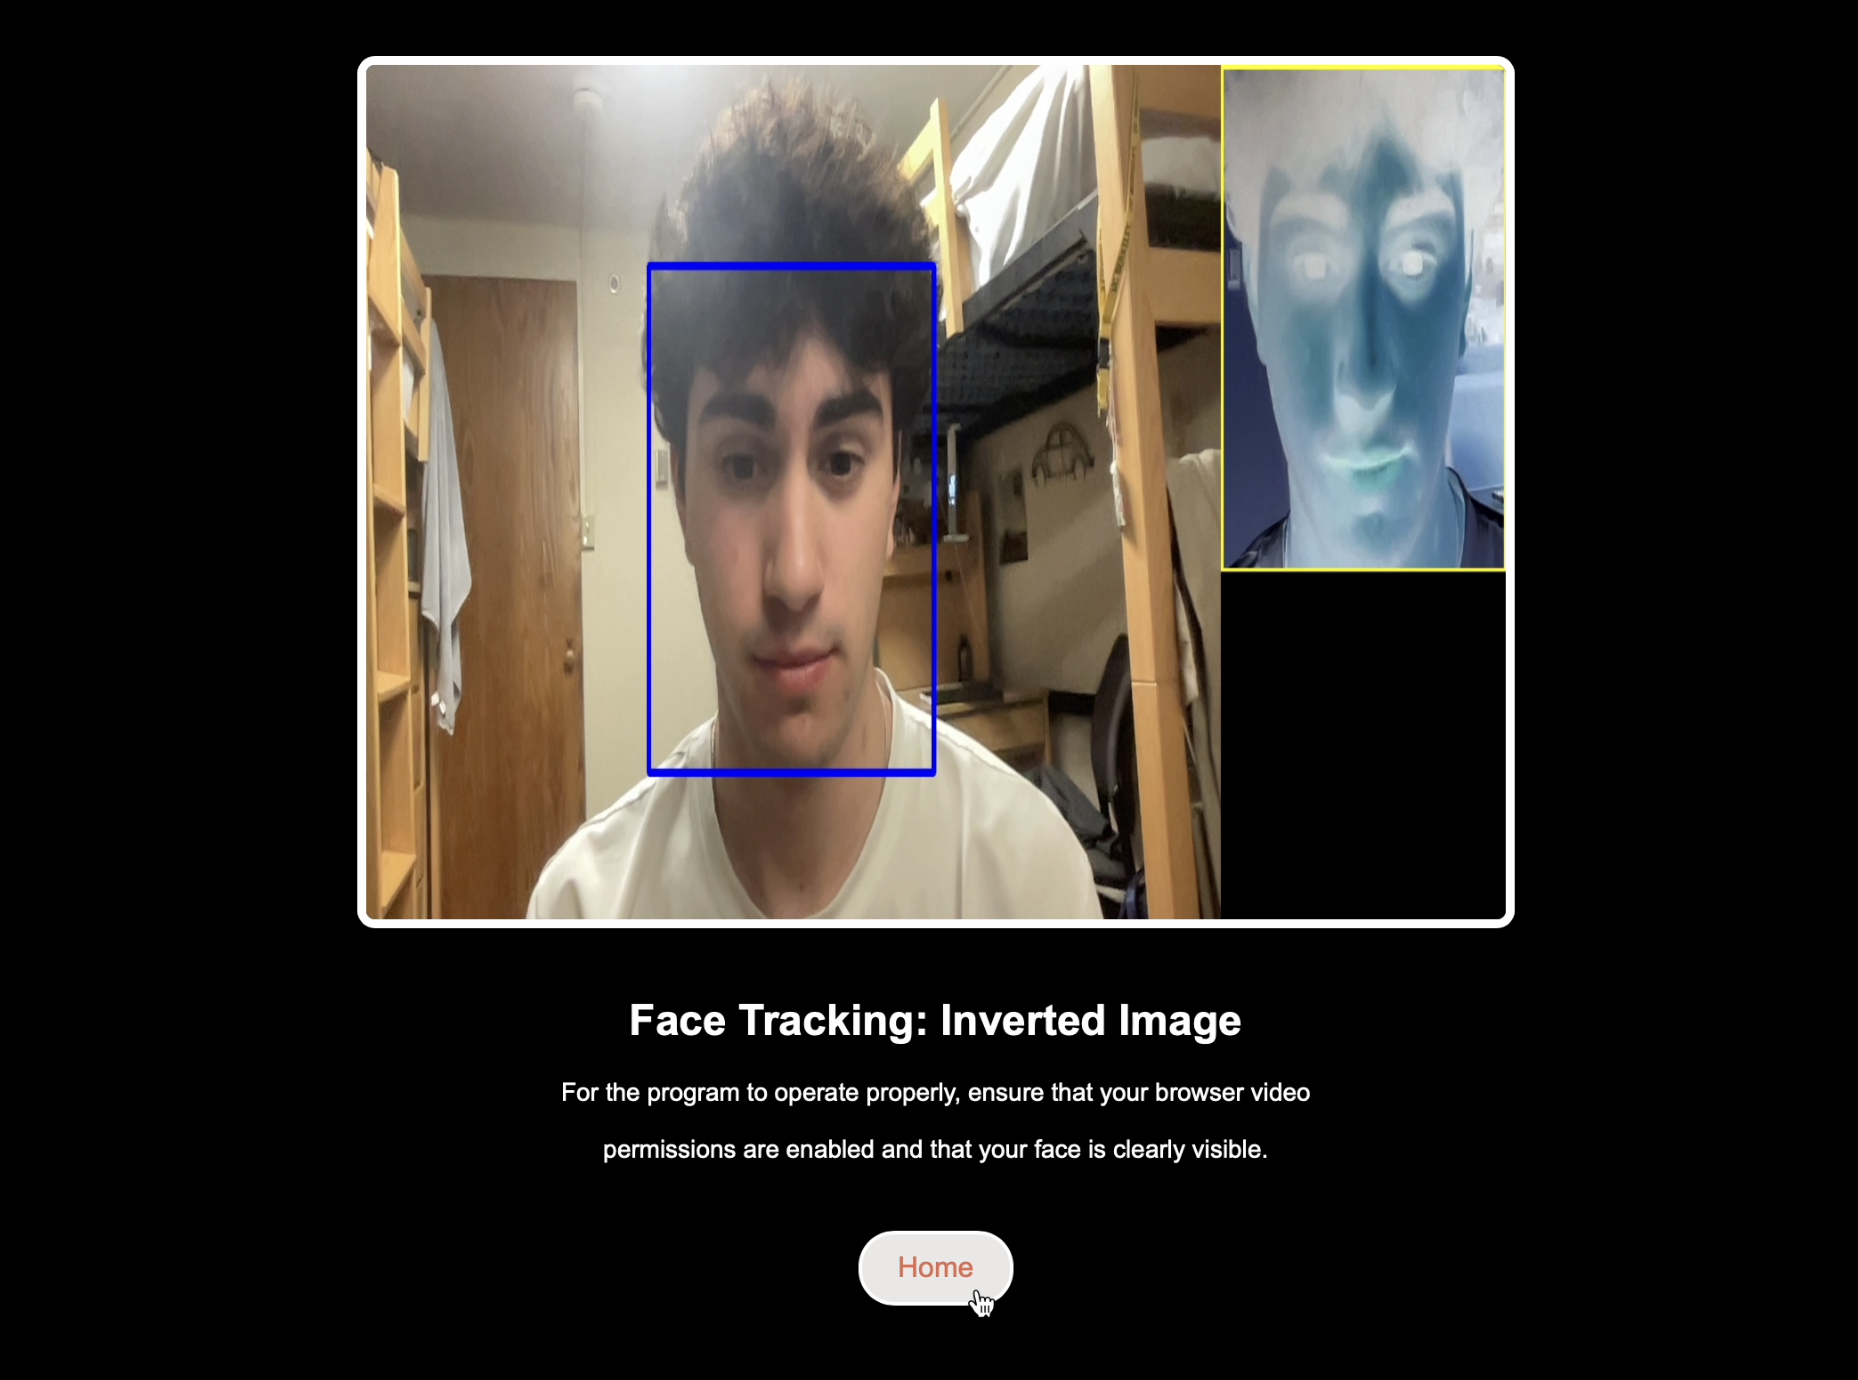 Face Tracking: Inverted Image
For the program to operate properly, ensure that your browser video
permissions are enabled and that your face is clearly visible.
Home